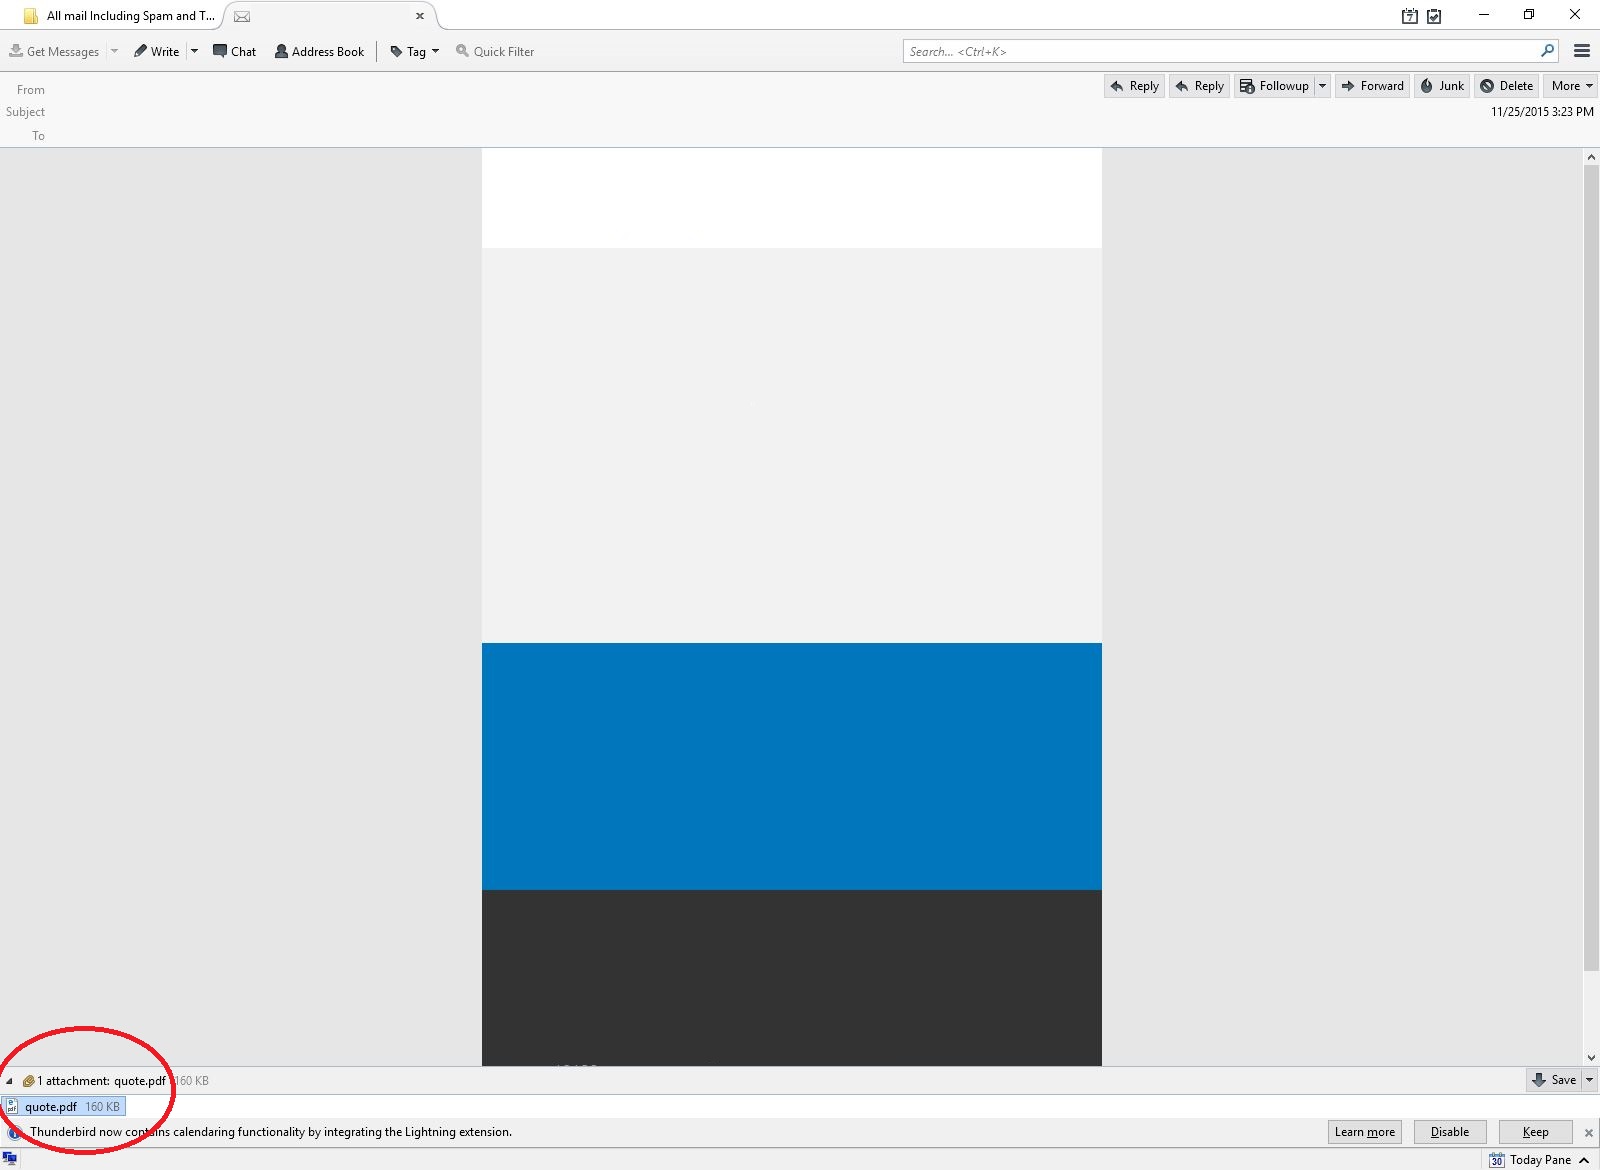 All mail Including Spam and T...
7
Get Messages Write Chat Address Book Tag Quick Filter Search... <Ctrl+K>
From Reply Reply Followup Forward Junk Delete More
Subject 11/25/2015 3:23 PM
To
1 attachment: quote.pdf 160 KB Save
quote.pdf 160 KB
Thunderbird now contains calendaring functionality by integrating the Lightning extension. Learn more Disable Keep
30 Today Pane